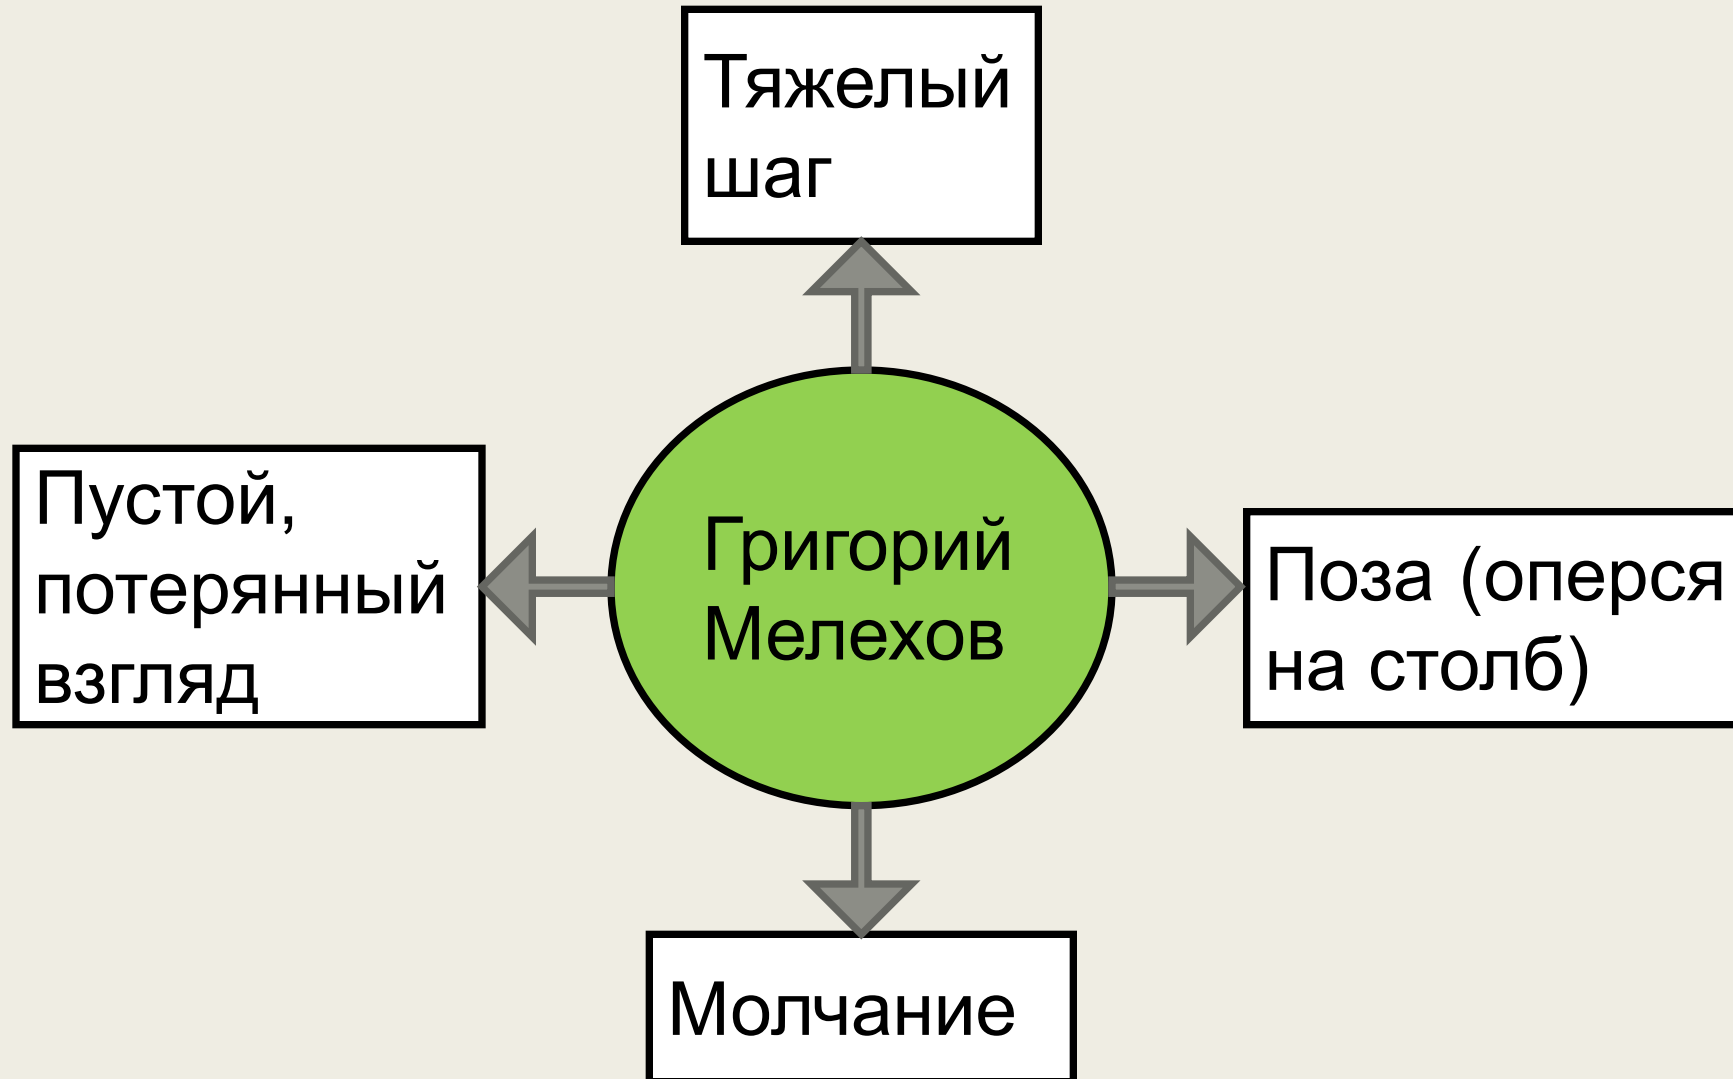 Тяжелый
шаг
Пустой,
потерянный
взгляд
Григорий
Мелехов
Поза (оперся
на столб)
Молчание